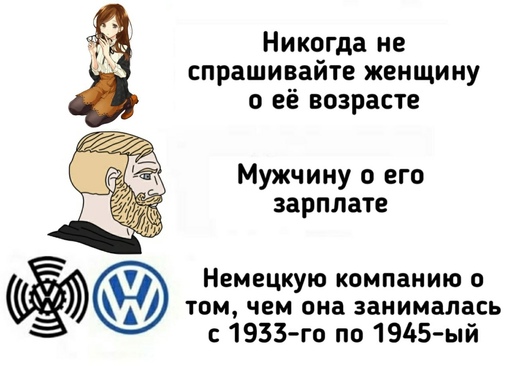 Никогда не
спрашивайте женщину
о её возрасте
Мужчину о его
зарплате
Немецкую компанию о
том, чем она занималась
с 1933-го по 1945-ый